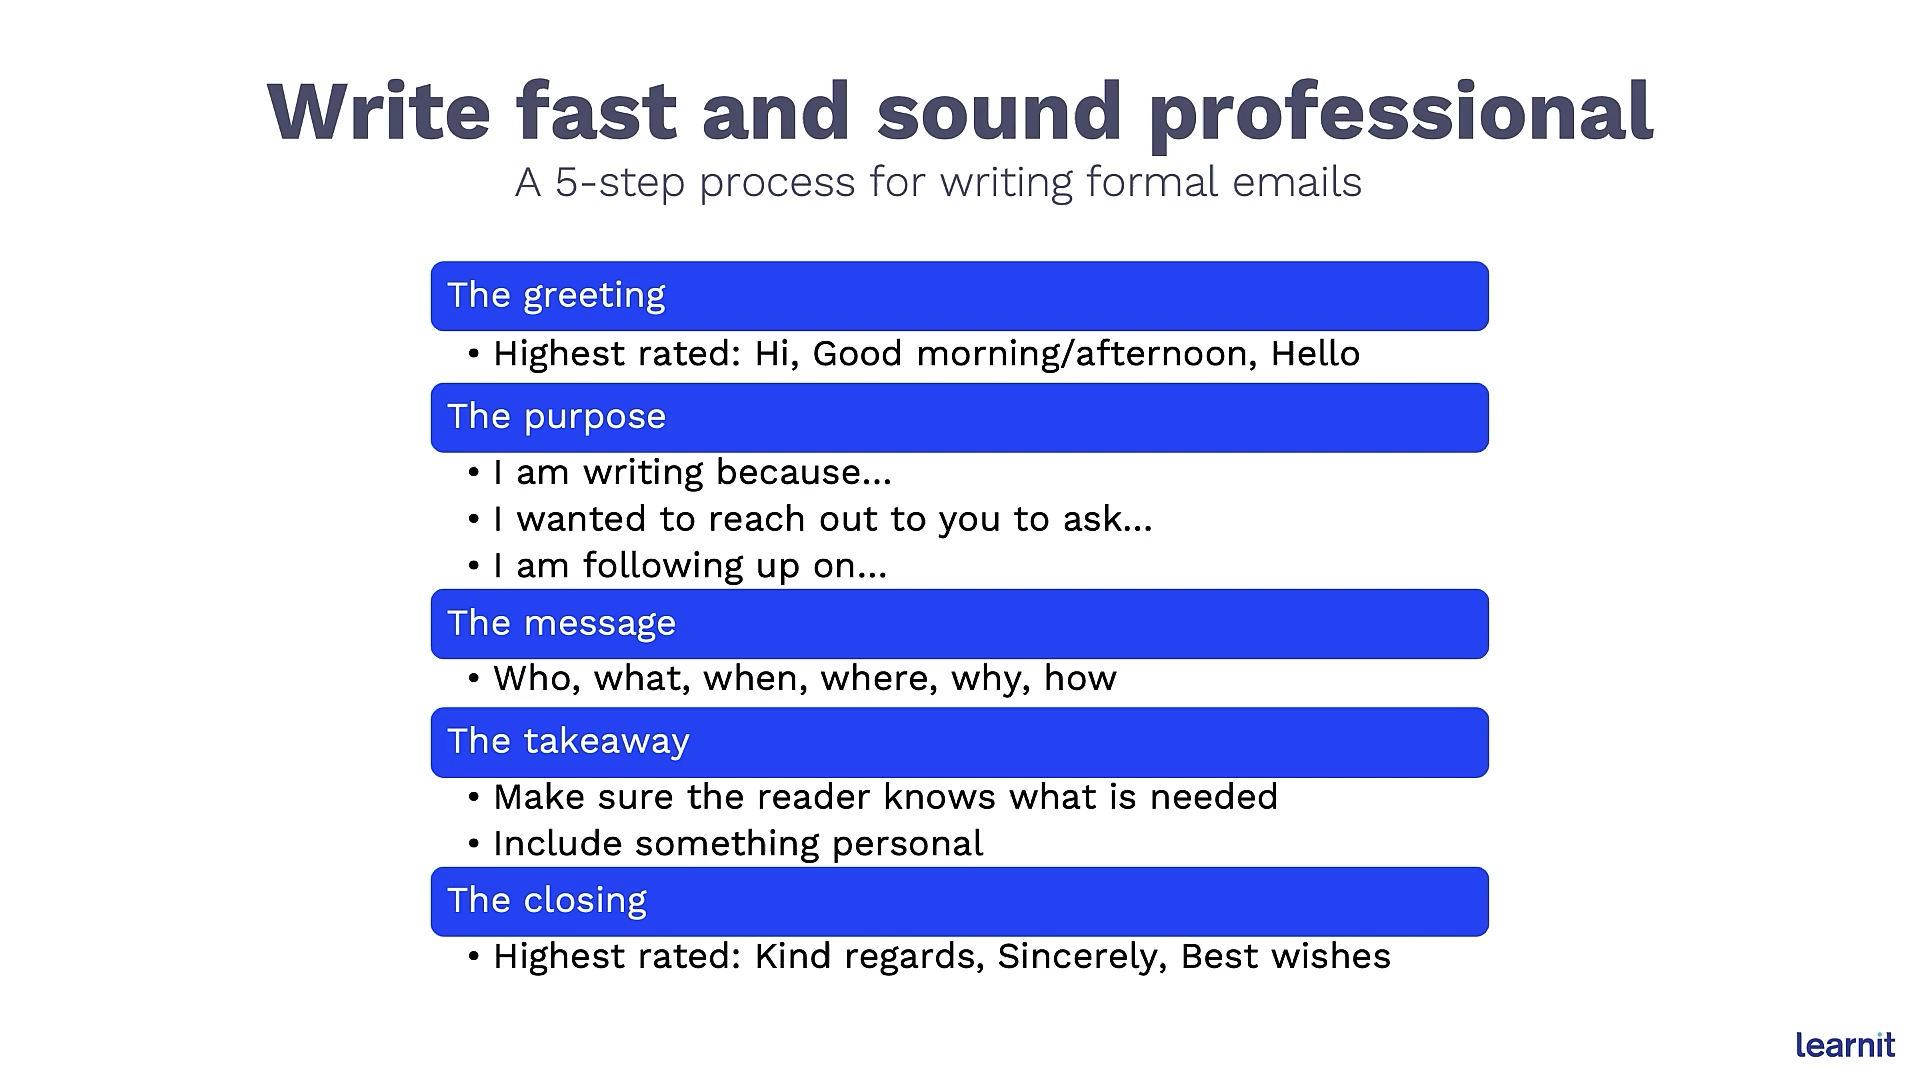 Write fast and sound professional
A 5-step process for writing formal emails
The greeting
• Highest rated: Hi, Good morning/afternoon, Hello
The purpose
• I am writing because...
• I wanted to reach out to you to ask...
• I am following up on...
The message
• Who, what, when, where, why, how
The takeaway
• Make sure the reader knows what is needed
• Include something personal
The closing
• Highest rated: Kind regards, Sincerely, Best wishes
learnit